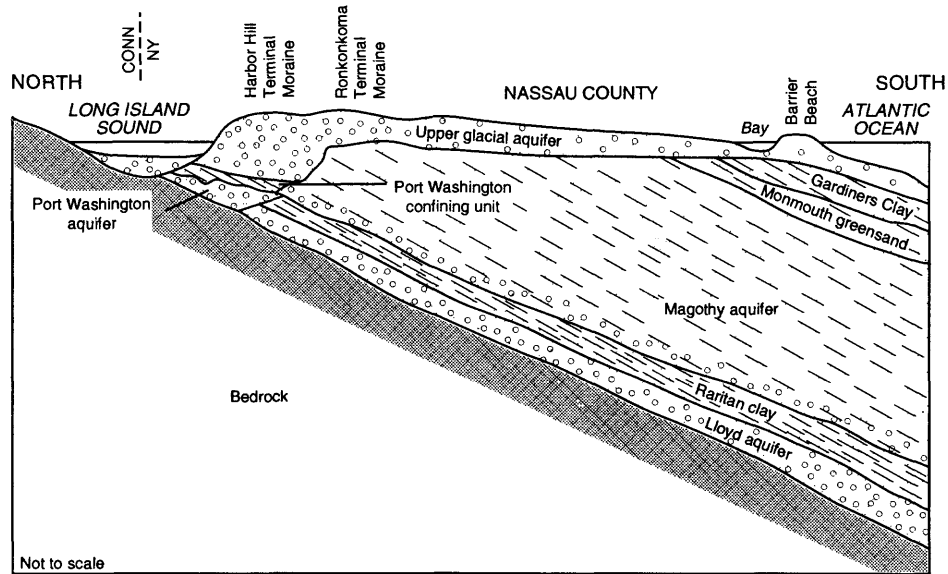 CONN
NY
Harbor Hill
Terminal
Moraine
Ronkonkoma
Terminal
Moraine
NORTH
SOUTH
NASSAU COUNTY
Barrier
Beach
LONG ISLAND
SOUND
Bay
ATLANTIC
OCEAN
Upper glacial aquifer
Port Washington
aquifer
Port Washington
confining unit
Gardiners Clay
Monmouth greensand
Magothy aquifer
Raritan clay
Lloyd aquifer
Bedrock
Not to scale